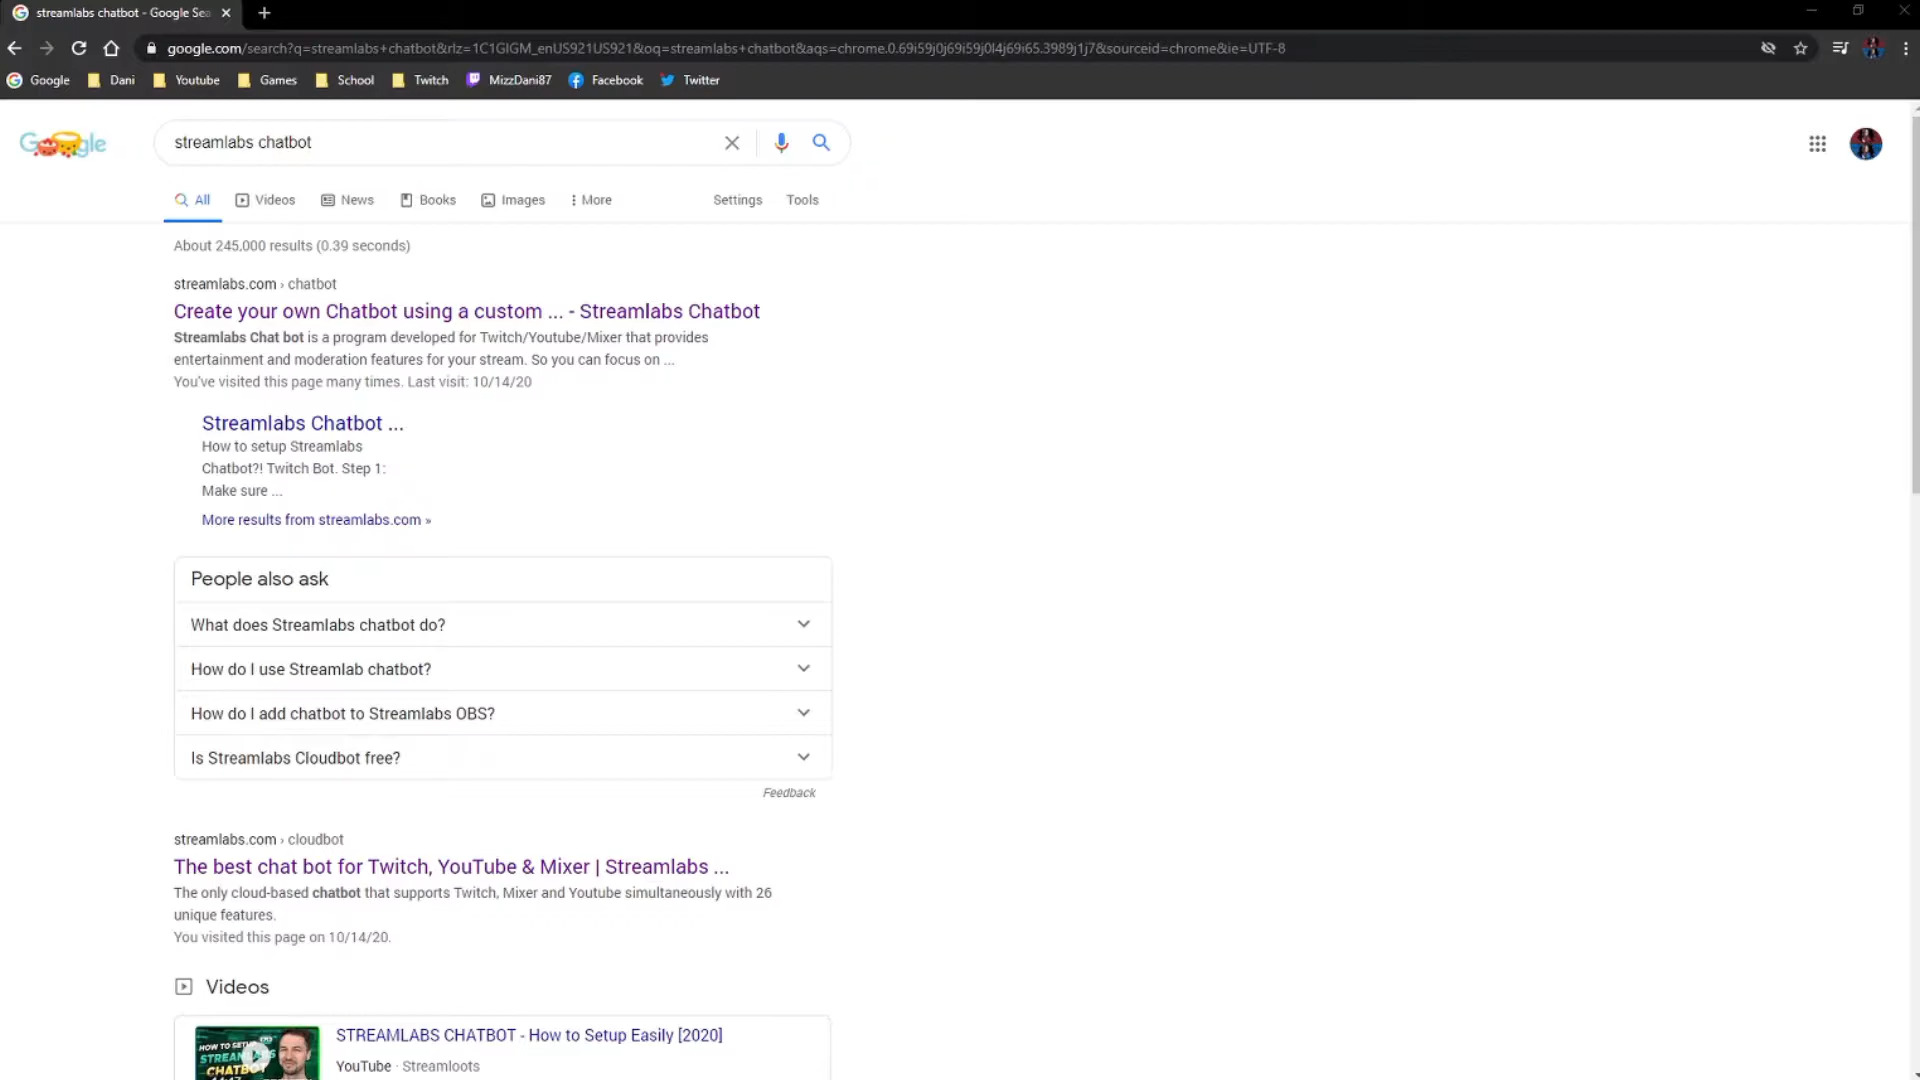 streamlabs chatbot - Google Sea
google.com/search?q=streamlabs+chatbot&rlz=1C1GIGM_enUS921US921&oq=streamlabs+chatbot&aqs=chrome.0.69i59j0j69i59j0l4j69i65.3989j1j7&sourceid=chrome&ie=UTF-8
Google Dani Youtube Games School Twitch MizzDani87 Facebook Twitter
Google
streamlabs chatbot
All Videos News Books Images More Settings Tools
About 245,000 results (0.39 seconds)
streamlabs.com › chatbot
Create your own Chatbot using a custom ... - Streamlabs Chatbot
Streamlabs Chat bot is a program developed for Twitch/Youtube/Mixer that provides
entertainment and moderation features for your stream. So you can focus on ...
You've visited this page many times. Last visit: 10/14/20
Streamlabs Chatbot ...
How to setup Streamlabs
Chatbot?! Twitch Bot. Step 1:
Make sure ...
More results from streamlabs.com »
People also ask
What does Streamlabs chatbot do?
How do I use Streamlab chatbot?
How do I add chatbot to Streamlabs OBS?
Is Streamlabs Cloudbot free?
Feedback
streamlabs.com › cloudbot
The best chat bot for Twitch, YouTube & Mixer | Streamlabs ...
The only cloud-based chatbot that supports Twitch, Mixer and Youtube simultaneously with 26
unique features.
You visited this page on 10/14/20.
Videos
STREAMLABS CHATBOT - How to Setup Easily [2020]
YouTube · Streamloots
HOW TO SETUP
STREAMLABS
CHATBOT